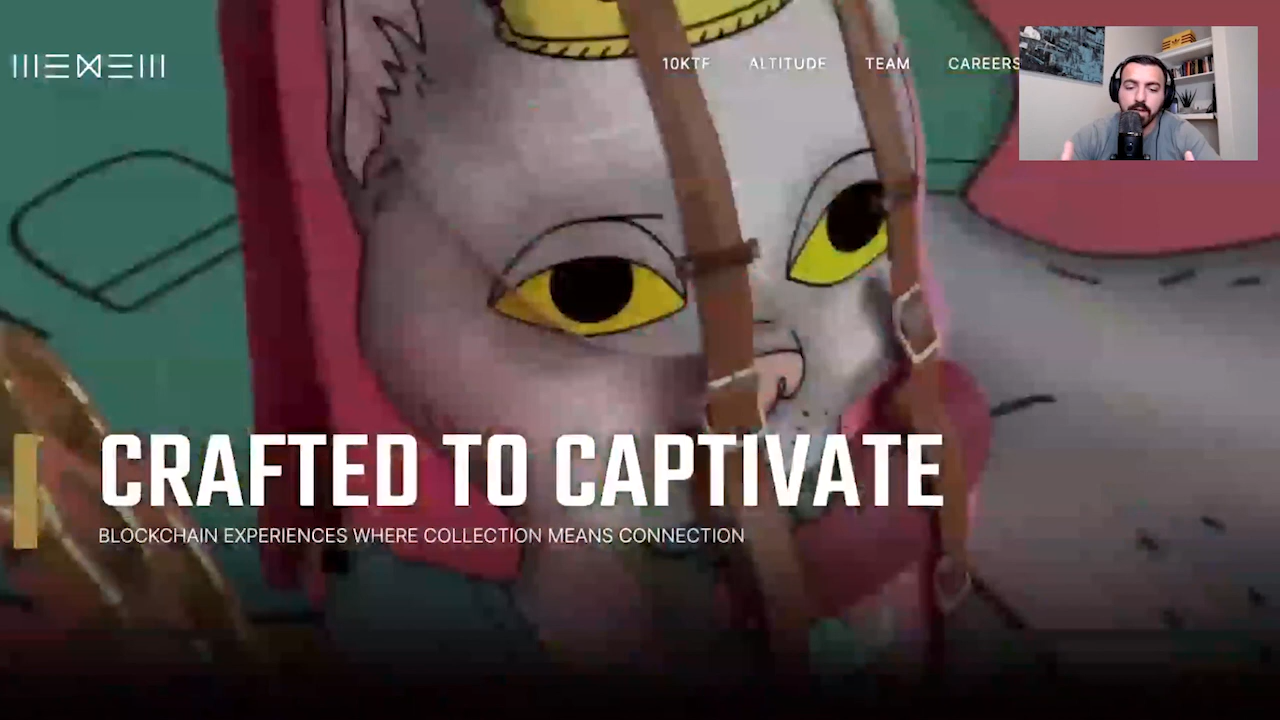 10KTF ALTITUDE TEAM CAREERS
CRAFTED TO CAPTIVATE
BLOCKCHAIN EXPERIENCES WHERE COLLECTION MEANS CONNECTION